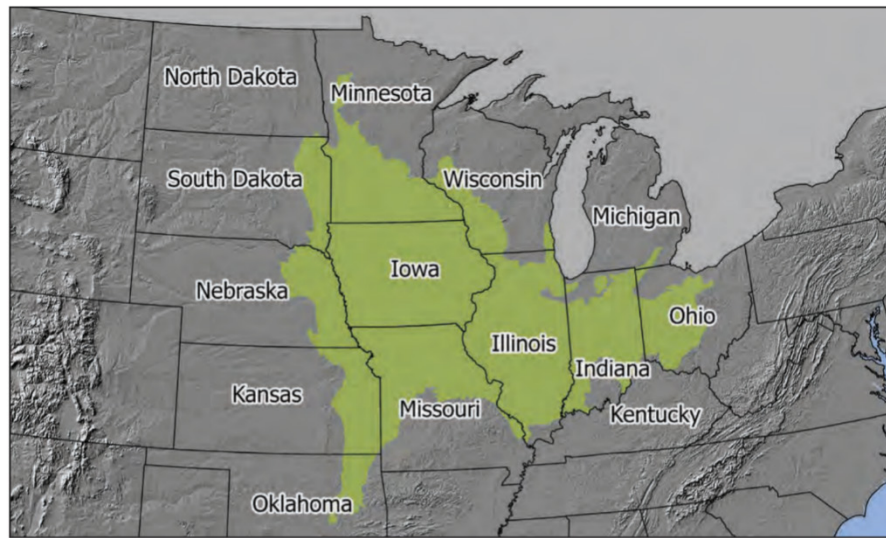 North Dakota
Minnesota
South Dakota
Wisconsin
Michigan
Iowa
Nebraska
Ohio
Illinois
Indiana
Kansas
Missouri
Kentucky
Oklahoma